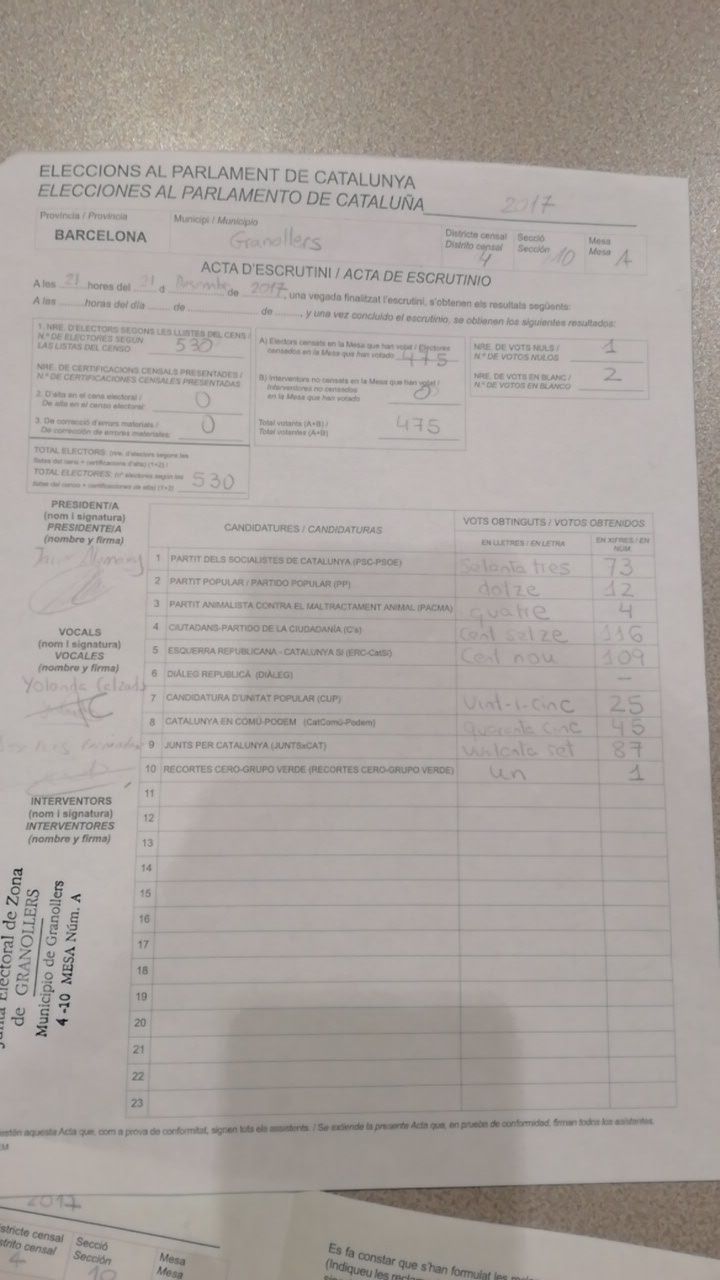 ELECCIONS AL PARLAMENT DE CATALUNYA
ELECCIONES AL PARLAMENTO DE CATALUÑA 2017
Província / Provincia
BARCELONA
Municipi / Municipio
Granollers
Districte censal
Distrito censal 4
Secció
Sección 10
Mesa
Mesa A
ACTA D'ESCRUTINI / ACTA DE ESCRUTINIO
A les 21 hores del 21 d Desembre de 2017, una vegada finalitzat l'escrutini, s'obtenen els resultats següents:
A las ........ horas del día ........ de ........ de ........, y una vez concluido el escrutinio, se obtienen los siguientes resultados:
1. NRE. D'ELECTORS SEGONS LES LLISTES DEL CENS /
N.º DE ELECTORES SEGÚN
LAS LISTAS DEL CENSO 530
NRE. DE CERTIFICACIONS CENSALS PRESENTADES /
N.º DE CERTIFICACIONES CENSALES PRESENTADAS
2. D'alta en el cens electoral /
De alta en el censo electoral: 0
3. De correcció d'errors materials /
De corrección de errores materiales: 0
TOTAL ELECTORS: (nre. d'electors segons les
llistes del cens + certificacions d'alta) (1+2) /
TOTAL ELECTORES: (nº electores según las
listas del censo + certificaciones de alta) (1+2) 530
A) Electors censats en la Mesa que han votat / Electores
censados en la Mesa que han votado 475
B) Interventors no censats en la Mesa que han votat /
Interventores no censados
en la Mesa que han votado 0
Total votants (A+B) /
Total votantes (A+B) 475
NRE. DE VOTS NULS /
N.º DE VOTOS NULOS 1
NRE. DE VOTS EN BLANC /
N.º DE VOTOS EN BLANCO 2
PRESIDENT/A
(nom i signatura)
PRESIDENTE/A
(nombre y firma)
VOCALS
(nom i signatura)
VOCALES
(nombre y firma)
Yolanda
INTERVENTORS
(nom i signatura)
INTERVENTORES
(nombre y firma)
Junta Electoral de Zona
de GRANOLLERS
Municipio de Granollers
4 -10 MESA Núm. A
CANDIDATURES / CANDIDATURAS
VOTS OBTINGUTS / VOTOS OBTENIDOS
EN LLETRES / EN LETRA
EN XIFRES / EN NÚM.
1 PARTIT DELS SOCIALISTES DE CATALUNYA (PSC-PSOE) Setanta tres 73
2 PARTIT POPULAR / PARTIDO POPULAR (PP) dotze 12
3 PARTIT ANIMALISTA CONTRA EL MALTRACTAMENT ANIMAL (PACMA) quatre 4
4 CIUTADANS-PARTIDO DE LA CIUDADANÍA (C's) Cent setze 116
5 ESQUERRA REPUBLICANA - CATALUNYA SÍ (ERC-CatSí) Cent nou 109
6 DIÀLEG REPUBLICÀ (DIÀLEG) –
7 CANDIDATURA D'UNITAT POPULAR (CUP) Vint-i-cinc 25
8 CATALUNYA EN COMÚ-PODEM (CatComú-Podem) quaranta cinc 45
9 JUNTS PER CATALUNYA (JUNTSxCAT) vuitanta set 87
10 RECORTES CERO-GRUPO VERDE (RECORTES CERO-GRUPO VERDE) un 1
11
12
13
14
15
16
17
18
19
20
21
22
23
estén aquesta Acta que, com a prova de conformitat, signen tots els assistents. / Se extiende la presente Acta que, en prueba de conformidad, firman todos los asistentes.
2017
Districte censal
Distrito censal
4
Secció
Sección
10
Mesa
Mesa
Es fa constar que s'han formulat les
(Indiqueu les